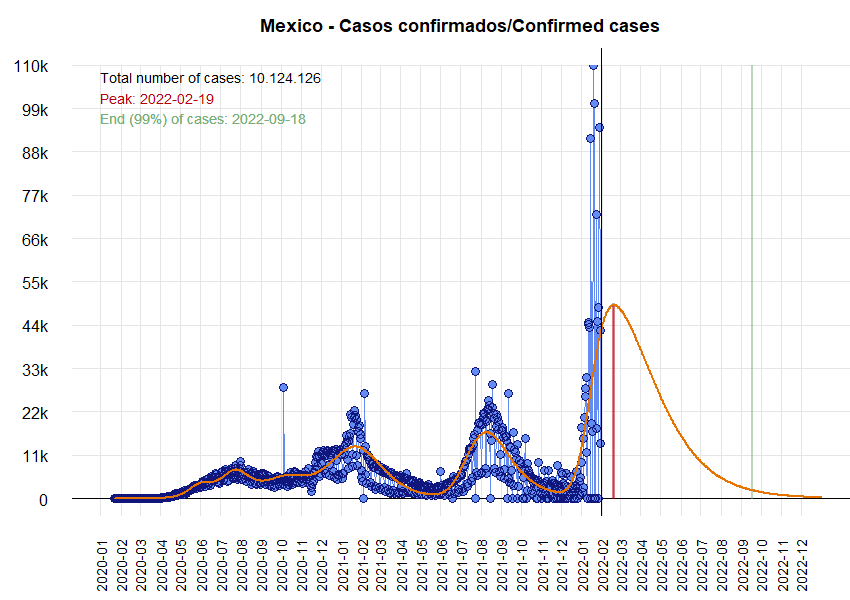 Mexico - Casos confirmados/Confirmed cases
110k
99k
88k
77k
66k
55k
44k
33k
22k
11k
0
Total number of cases: 10.124.126
Peak: 2022-02-19
End (99%) of cases: 2022-09-18
2020-01
2020-02
2020-03
2020-04
2020-05
2020-06
2020-07
2020-08
2020-09
2020-10
2020-11
2020-12
2021-01
2021-02
2021-03
2021-04
2021-05
2021-06
2021-07
2021-08
2021-09
2021-10
2021-11
2021-12
2022-01
2022-02
2022-03
2022-04
2022-05
2022-06
2022-07
2022-08
2022-09
2022-10
2022-11
2022-12